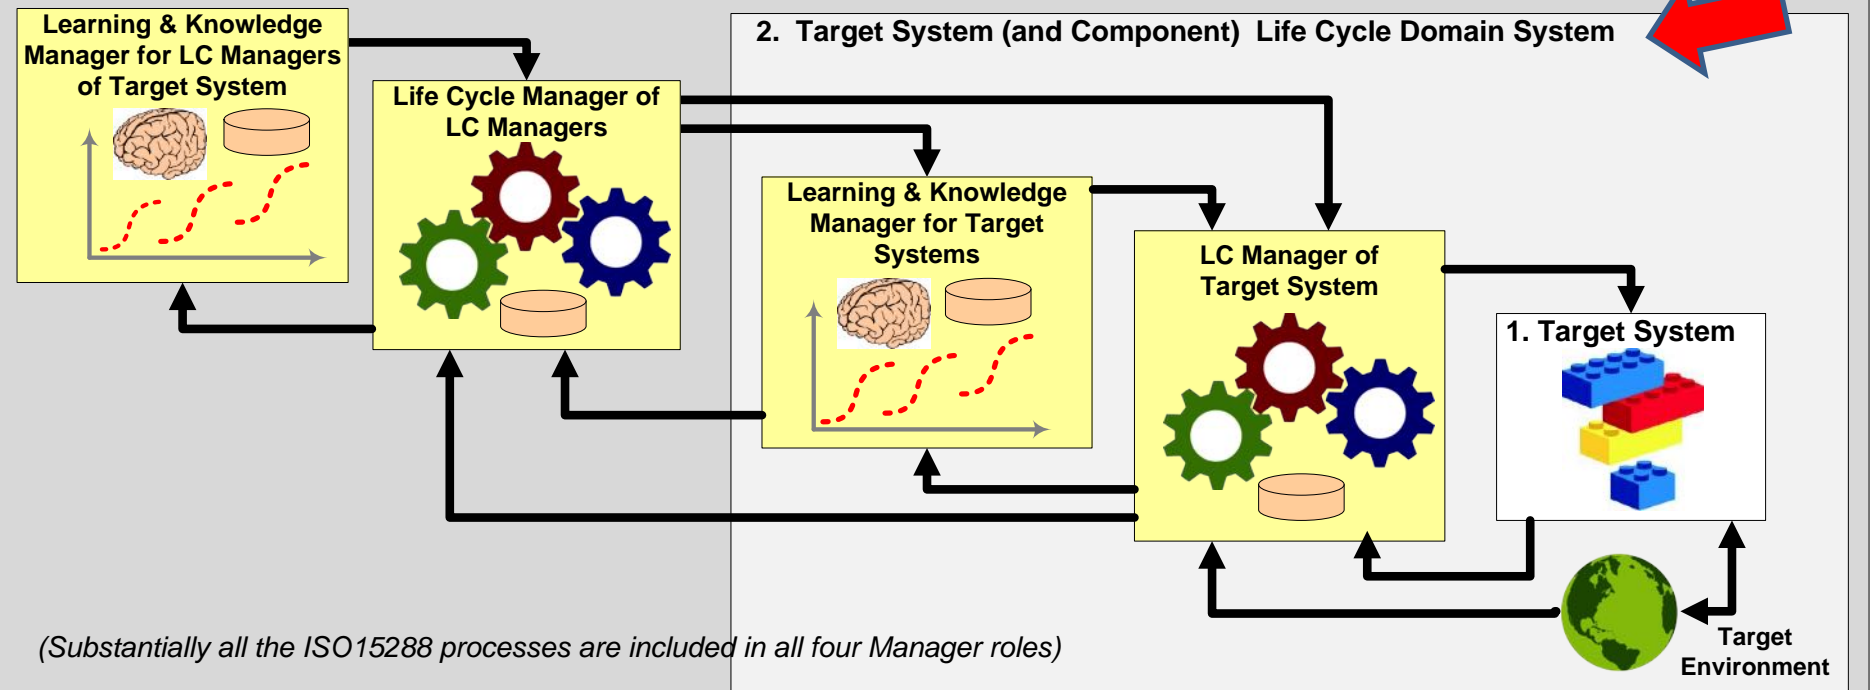 Learning & Knowledge
Manager for LC Managers
of Target System
2.  Target System (and Component)  Life Cycle Domain System
Life Cycle Manager of
LC Managers
Learning & Knowledge
Manager for Target
Systems
LC Manager of
Target System
1. Target System
Target
Environment
(Substantially all the ISO15288 processes are included in all four Manager roles)